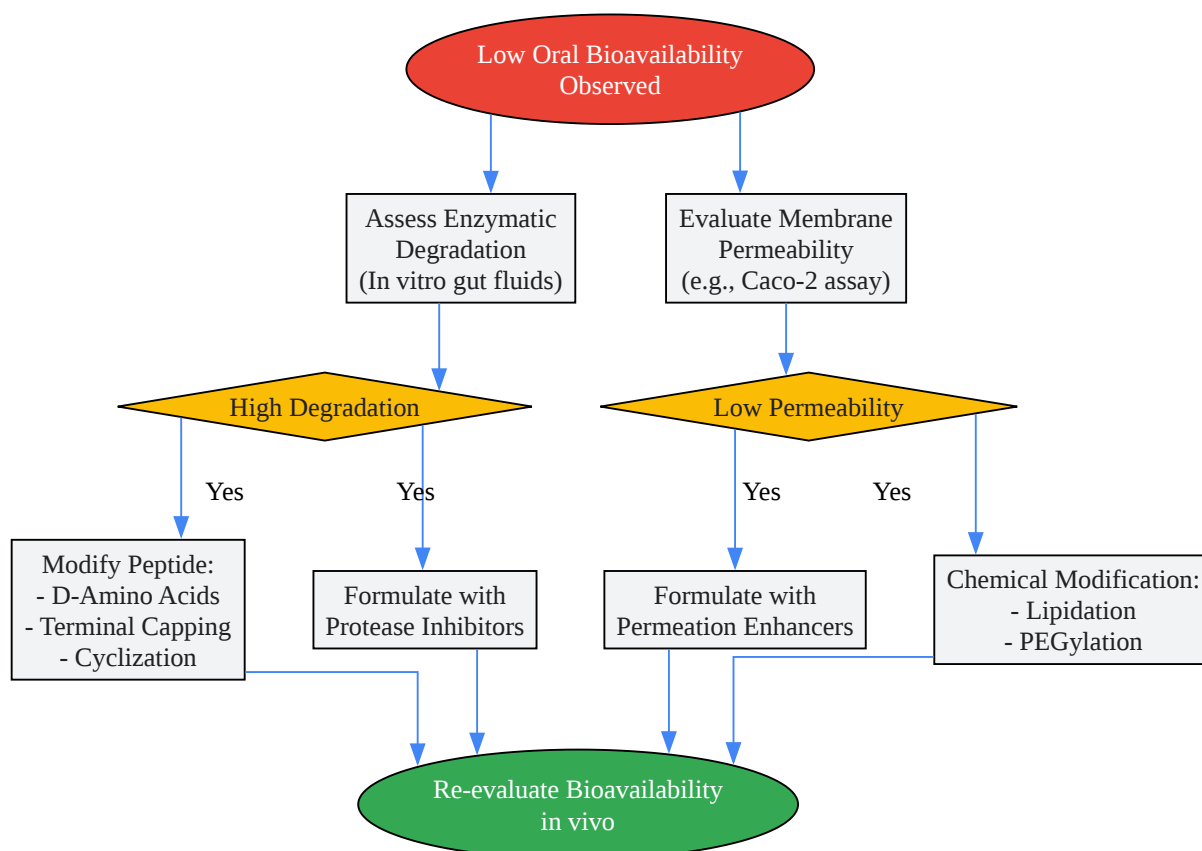 Low Oral Bioavailability
Observed
Assess Enzymatic
Degradation
(In vitro gut fluids)
Evaluate Membrane
Permeability
(e.g., Caco-2 assay)
High Degradation
Low Permeability
Yes
Yes
Yes
Yes
Modify Peptide:
- D-Amino Acids
- Terminal Capping
- Cyclization
Formulate with
Protease Inhibitors
Formulate with
Permeation Enhancers
Chemical Modification:
- Lipidation
- PEGylation
Re-evaluate Bioavailability
in vivo